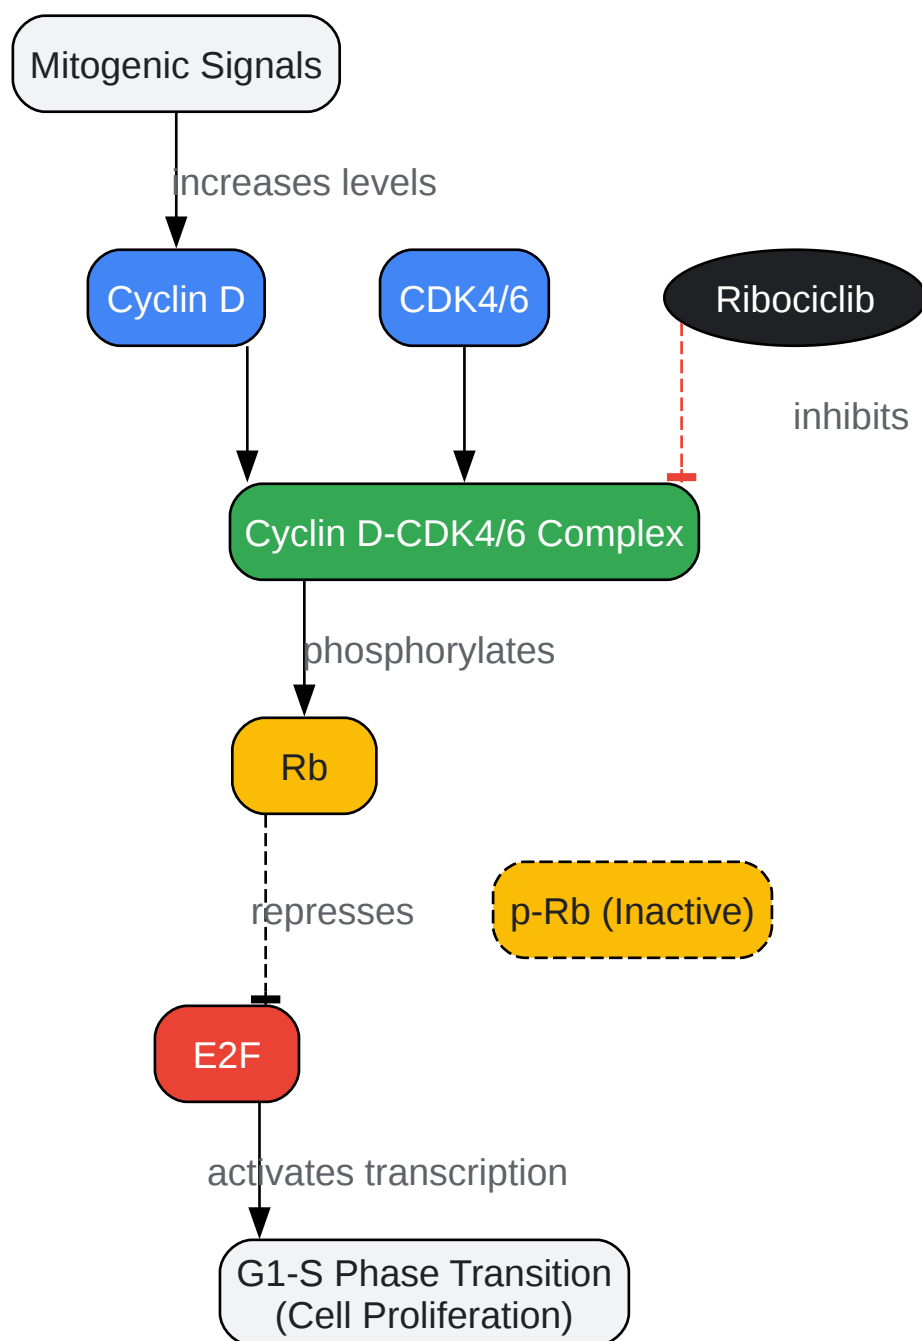 Mitogenic Signals
increases levels
Cyclin D
CDK4/6
Ribociclib
inhibits
Cyclin D-CDK4/6 Complex
phosphorylates
Rb
represses
p-Rb (Inactive)
E2F
activates transcription
G1-S Phase Transition
(Cell Proliferation)